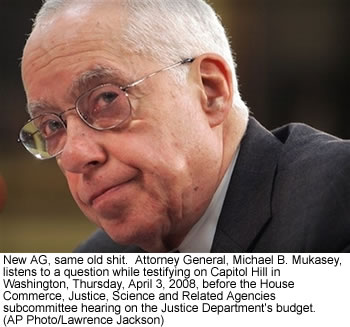 New AG, same old shit.  Attorney General, Michael B. Mukasey,
listens to a question while testifying on Capitol Hill in
Washington, Thursday, April 3, 2008, before the House
Commerce, Justice, Science and Related Agencies
subcommittee hearing on the Justice Department's budget.
(AP Photo/Lawrence Jackson)